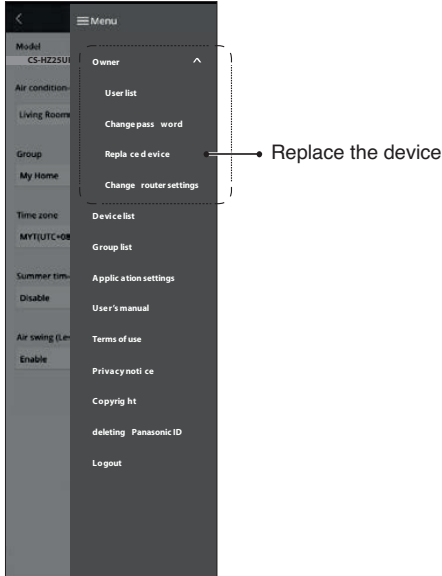 Menu
Model
CS-HZ25U
Air condition
Living Room
Group
My Home
Time zone
MYT(UTC+08
Summer tim
Disable
Air swing (Le
Enable
Owner
User list
Change pass word
Repla ce d evice
Change router settings
Device list
Group list
Applic ation settings
User's manual
Terms of use
Privacy noti ce
Copyrig ht
deleting Panasonic ID
Logout
Replace the device